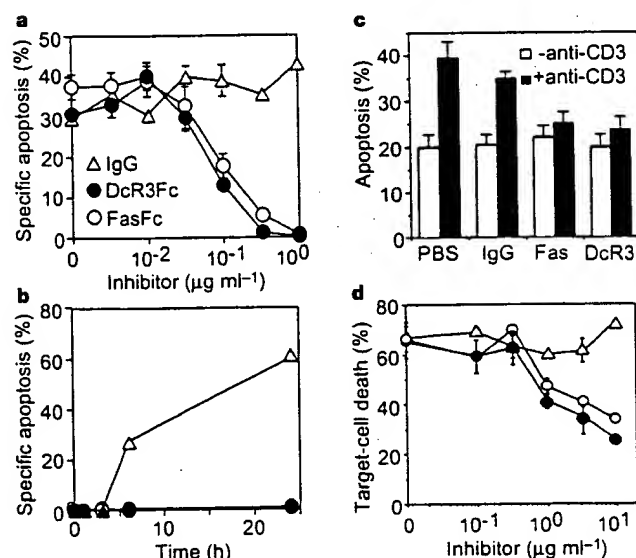 a
Specific apoptosis (%)
50
40
30
20
10
0
IgG
DcR3Fc
FasFc
0 10-2 10-1 100
Inhibitor (µg ml–1)
b
Specific apoptosis (%)
80
60
40
20
0
0 10 20
Time (h)
c
Apoptosis (%)
40
30
20
10
0
-anti-CD3
+anti-CD3
PBS IgG Fas DcR3
d
Target-cell death (%)
80
60
40
20
0
0 10-1 100 101
Inhibitor (µg ml–1)